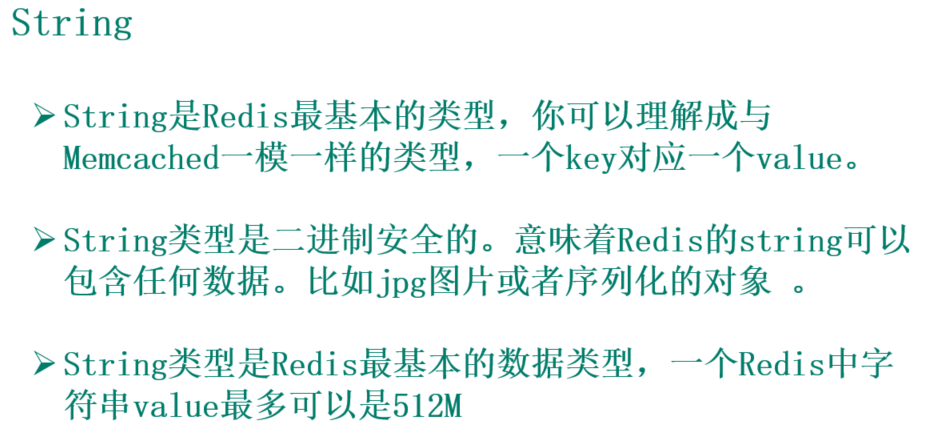 String
➢String是Redis最基本的类型，你可以理解成与
Memcached一模一样的类型，一个key对应一个value。
➢String类型是二进制安全的。意味着Redis的string可以
包含任何数据。比如jpg图片或者序列化的对象 。
➢String类型是Redis最基本的数据类型，一个Redis中字
符串value最多可以是512M